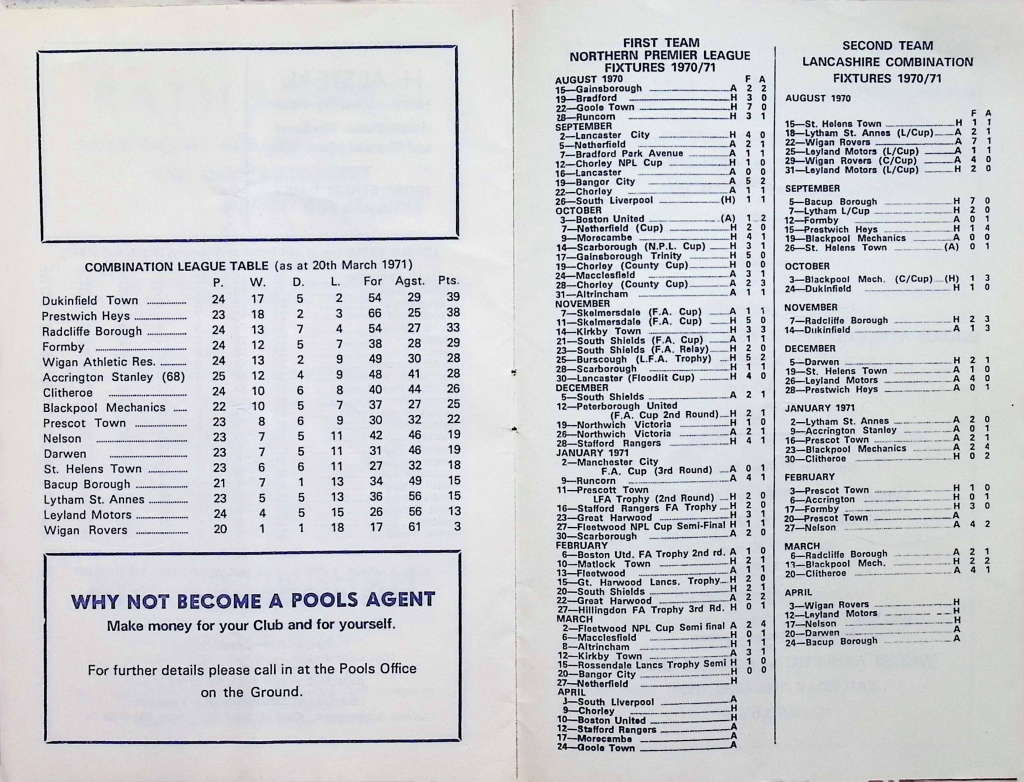 COMBINATION LEAGUE TABLE (as at 20th March 1971)
P. W. D. L. For Agst. Pts.
Dukinfield Town 24 17 5 2 54 29 39
Prestwich Heys 23 18 2 3 66 25 38
Radcliffe Borough 24 13 7 4 54 27 33
Formby 24 12 5 7 38 28 29
Wigan Athletic Res. 24 13 2 9 49 30 28
Accrington Stanley (68) 25 12 4 9 48 41 28
Clitheroe 24 10 6 8 40 44 26
Blackpool Mechanics 22 10 5 7 37 27 25
Prescot Town 23 8 6 9 30 32 22
Nelson 23 7 5 11 42 46 19
Darwen 23 7 5 11 31 46 19
St. Helens Town 23 6 6 11 27 32 18
Bacup Borough 21 7 1 13 34 49 15
Lytham St. Annes 23 5 5 13 36 56 15
Leyland Motors 24 4 5 15 26 56 13
Wigan Rovers 20 1 1 18 17 61 3
WHY NOT BECOME A POOLS AGENT
Make money for your Club and for yourself.
For further details please call in at the Pools Office
on the Ground.
FIRST TEAM
NORTHERN PREMIER LEAGUE
FIXTURES 1970/71
AUGUST 1970 F A
15—Gainsborough A 2 2
19—Bradford H 3 0
22—Goole Town H 7 0
28—Runcorn H 3 1
SEPTEMBER
2—Lancaster City H 4 0
5—Netherfield A 2 1
7—Bradford Park Avenue A 1 1
12—Chorley NPL Cup H 1 0
16—Lancaster A 0 0
19—Bangor City A 5 2
22—Chorley A 1 1
26—South Liverpool (H) 1 1
OCTOBER
3—Boston United (A) 1 2
7—Netherfield (Cup) H 2 0
9—Morecambe H 4 1
14—Scarborough (N.P.L. Cup) H 3 1
17—Gainsborough Trinity H 5 0
19—Chorley (County Cup) H 0 0
24—Macclesfield A 3 1
28—Chorley (County Cup) A 2 3
31—Altrincham A 1 1
NOVEMBER
7—Skelmersdale (F.A. Cup) A 1 1
11—Skelmersdale (F.A. Cup) H 5 0
14—Kirkby Town H 3 3
21—South Shields (F.A. Cup) A 1 1
23—South Shields (F.A. Relay) H 2 0
25—Burscough (L.F.A. Trophy) H 5 2
28—Scarborough H 1 1
30—Lancaster (Floodlit Cup) H 4 0
DECEMBER
5—South Shields A 2 1
12—Peterborough United
(F.A. Cup 2nd Round) H 2 1
19—Northwich Victoria H 1 0
26—Northwich Victoria A 2 1
28—Stafford Rangers H 4 1
JANUARY 1971
2—Manchester City
F.A. Cup (3rd Round) A 0 1
9—Runcorn A 4 1
11—Prescott Town
LFA Trophy (2nd Round) H 2 0
16—Stafford Rangers FA Trophy H 2 0
23—Great Harwood H 3 1
27—Fleetwood NPL Cup Semi-Final H 1 1
30—Scarborough A 2 0
FEBRUARY
6—Boston Utd. FA Trophy 2nd rd. A 1 0
10—Matlock Town H 2 1
13—Fleetwood A 1 1
15—Gt. Harwood Lancs. Trophy H 2 0
20—South Shields H 2 1
22—Great Harwood A 2 2
27—Hillingdon FA Trophy 3rd Rd. H 0 1
MARCH
2—Fleetwood NPL Cup Semi final A 2 4
6—Macclesfield H 0 1
8—Altrincham H 1 1
12—Kirkby Town A 3 1
15—Rossendale Lancs Trophy Semi H 1 0
20—Bangor City H 0 0
27—Netherfield H
APRIL
3—South Liverpool A
9—Chorley H
10—Boston United H
12—Stafford Rangers A
17—Morecambe A
24—Goole Town A
SECOND TEAM
LANCASHIRE COMBINATION
FIXTURES 1970/71
AUGUST 1970
F A
15—St. Helens Town H 1 1
18—Lytham St. Annes (L/Cup) A 2 1
22—Wigan Rovers A 7 1
25—Leyland Motors (L/Cup) A 1 1
29—Wigan Rovers (C/Cup) A 4 0
31—Leyland Motors (L/Cup) H 2 0
SEPTEMBER
5—Bacup Borough H 7 0
7—Lytham L/Cup H 2 0
12—Formby A 0 1
15—Prestwich Heys H 1 4
19—Blackpool Mechanics A 0 0
26—St. Helens Town (A) 0 1
OCTOBER
3—Blackpool Mech. (C/Cup) (H) 1 3
24—Dukinfield H 1 0
NOVEMBER
7—Radcliffe Borough H 2 3
14—Dukinfield A 1 3
DECEMBER
5—Darwen H 2 1
19—St. Helens Town A 1 0
26—Leyland Motors A 4 0
28—Prestwich Heys A 0 1
JANUARY 1971
2—Lytham St. Annes A 2 0
9—Accrington Stanley A 0 1
16—Prescot Town A 2 1
23—Blackpool Mechanics A 2 4
30—Clitheroe H 0 2
FEBRUARY
3—Prescot Town H 1 0
6—Accrington H 0 1
17—Formby H 3 0
20—Prescot Town A
27—Nelson A 4 2
MARCH
6—Radcliffe Borough A 2 1
13—Blackpool Mech. H 2 2
20—Clitheroe A 4 1
APRIL
3—Wigan Rovers H
12—Leyland Motors H
17—Nelson H
20—Darwen A
24—Bacup Borough A